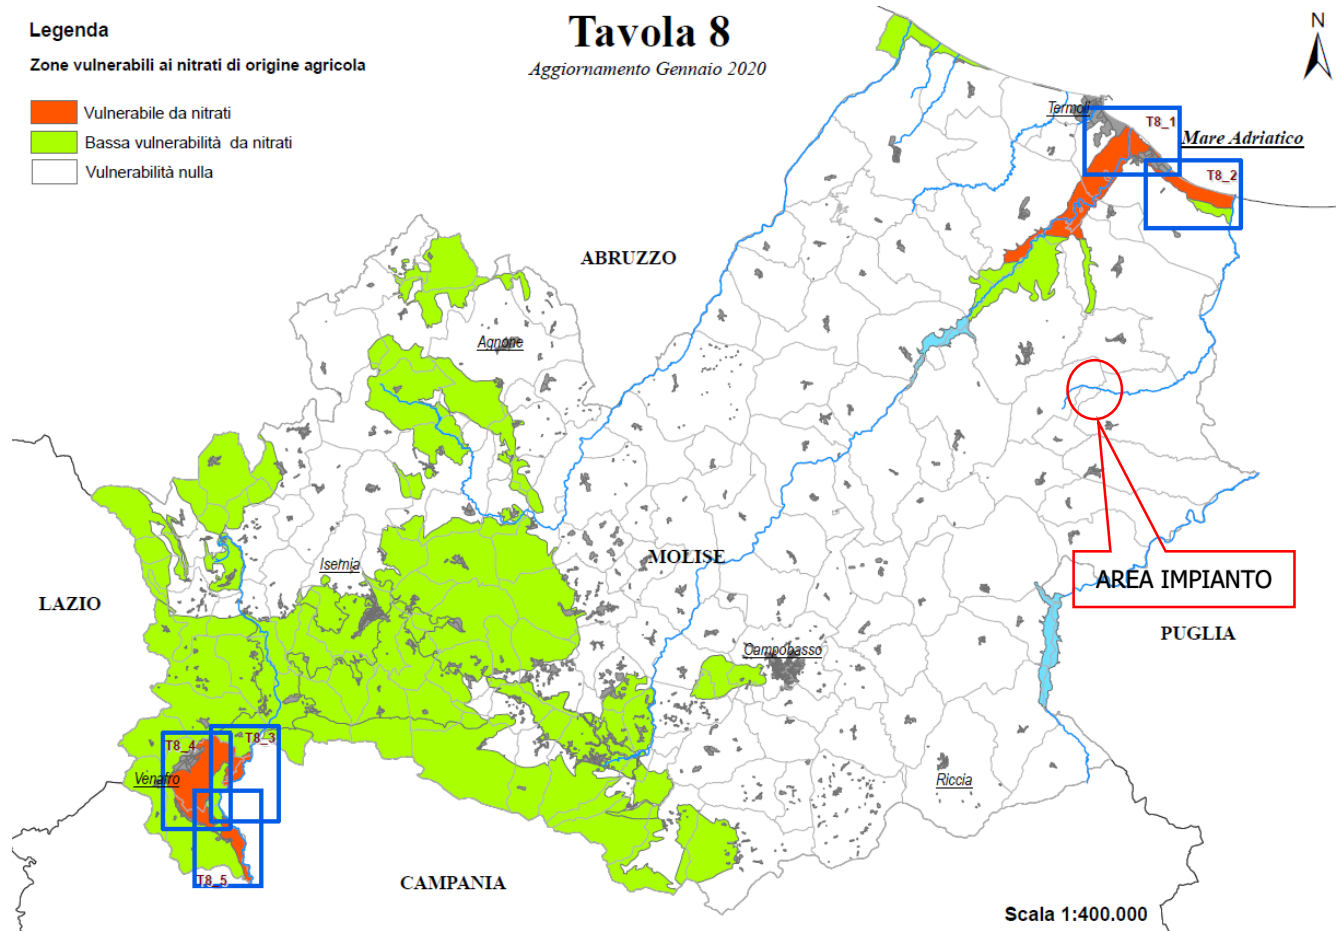 Legenda
Zone vulnerabili ai nitrati di origine agricola
Vulnerabile da nitrati
Bassa vulnerabilità da nitrati
Vulnerabilità nulla
Tavola 8
Aggiornamento Gennaio 2020
N
Termoli
T8_1
Mare Adriatico
T8_2
ABRUZZO
Agnone
MOLISE
Isernia
LAZIO
AREA IMPIANTO
PUGLIA
Campobasso
T8_4
T8_3
Venafro
Riccia
T8_5
CAMPANIA
Scala 1:400.000